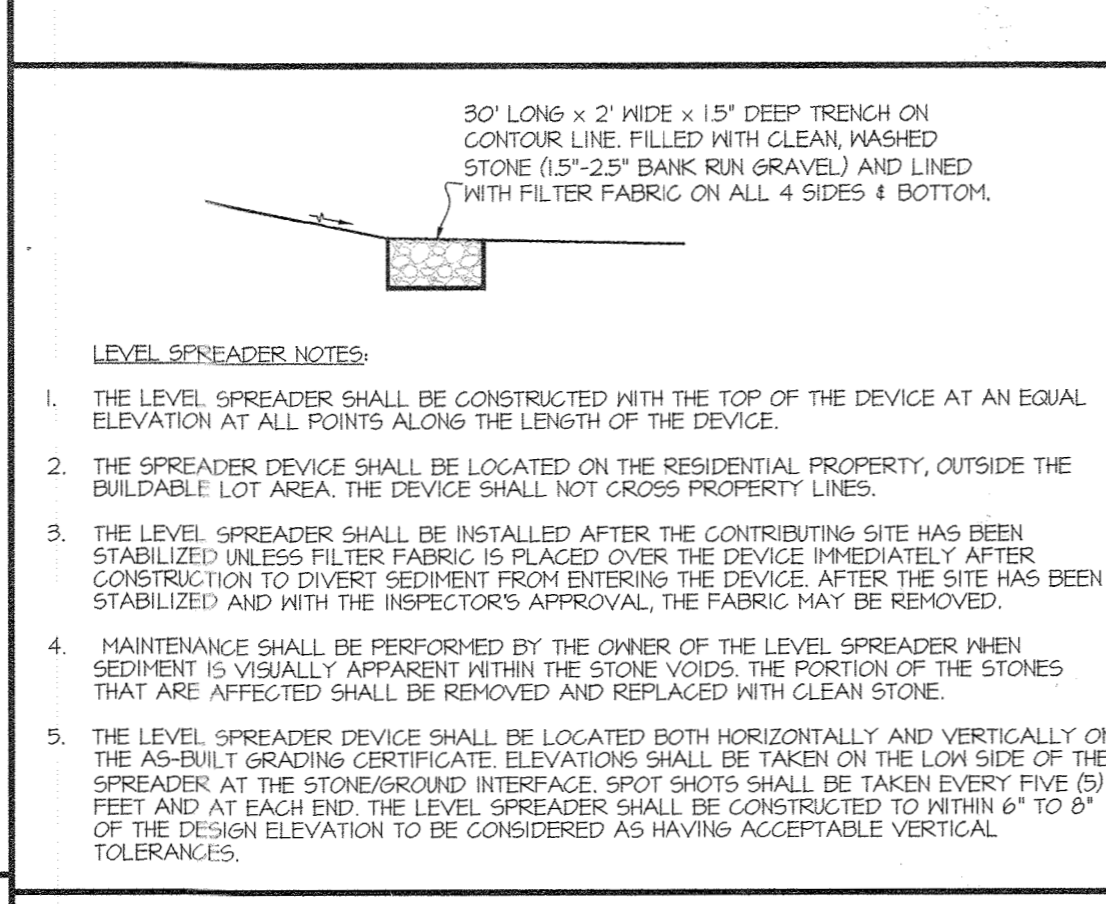 30' LONG x 2' WIDE x 1.5" DEEP TRENCH ON
CONTOUR LINE. FILLED WITH CLEAN, WASHED
STONE (1.5"-2.5" BANK RUN GRAVEL) AND LINED
WITH FILTER FABRIC ON ALL 4 SIDES & BOTTOM.
LEVEL SPREADER NOTES:
1. THE LEVEL SPREADER SHALL BE CONSTRUCTED WITH THE TOP OF THE DEVICE AT AN EQUAL
ELEVATION AT ALL POINTS ALONG THE LENGTH OF THE DEVICE.
2. THE SPREADER DEVICE SHALL BE LOCATED ON THE RESIDENTIAL PROPERTY, OUTSIDE THE
BUILDABLE LOT AREA. THE DEVICE SHALL NOT CROSS PROPERTY LINES.
3. THE LEVEL SPREADER SHALL BE INSTALLED AFTER THE CONTRIBUTING SITE HAS BEEN
STABILIZED UNLESS FILTER FABRIC IS PLACED OVER THE DEVICE IMMEDIATELY AFTER
CONSTRUCTION TO DIVERT SEDIMENT FROM ENTERING THE DEVICE. AFTER THE SITE HAS BEEN
STABILIZED AND WITH THE INSPECTOR'S APPROVAL, THE FABRIC MAY BE REMOVED.
4. MAINTENANCE SHALL BE PERFORMED BY THE OWNER OF THE LEVEL SPREADER WHEN
SEDIMENT IS VISUALLY APPARENT WITHIN THE STONE VOIDS. THE PORTION OF THE STONES
THAT ARE AFFECTED SHALL BE REMOVED AND REPLACED WITH CLEAN STONE.
5. THE LEVEL SPREADER DEVICE SHALL BE LOCATED BOTH HORIZONTALLY AND VERTICALLY ON
THE AS-BUILT GRADING CERTIFICATE. ELEVATIONS SHALL BE TAKEN ON THE LOW SIDE OF THE
SPREADER AT THE STONE/GROUND INTERFACE. SPOT SHOTS SHALL BE TAKEN EVERY FIVE (5)
FEET AND AT EACH END. THE LEVEL SPREADER SHALL BE CONSTRUCTED TO WITHIN 6" TO 8"
OF THE DESIGN ELEVATION TO BE CONSIDERED AS HAVING ACCEPTABLE VERTICAL
TOLERANCES.